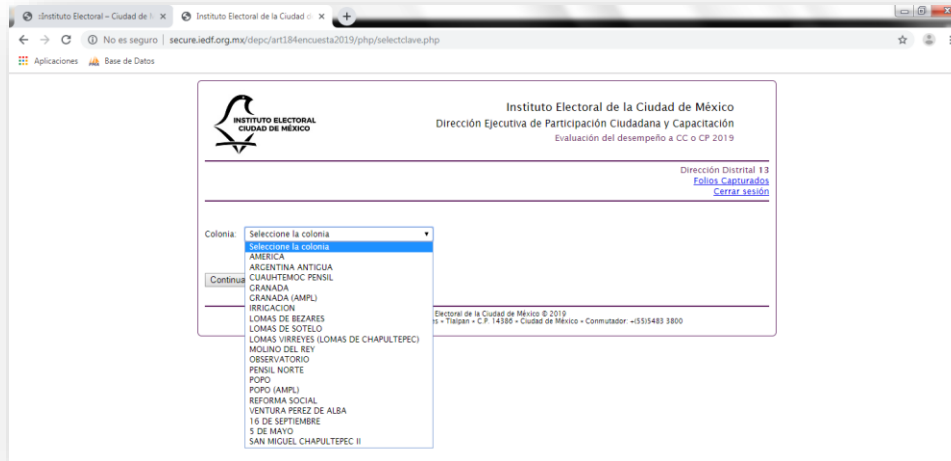 :Instituto Electoral – Ciudad de
Instituto Electoral de la Ciudad
No es seguro | secure.iedf.org.mx/depc/art184encuesta2019/php/selectclave.php
Aplicaciones
Base de Datos
INSTITUTO ELECTORAL
CIUDAD DE MÉXICO
Instituto Electoral de la Ciudad de México
Dirección Ejecutiva de Participación Ciudadana y Capacitación
Evaluación del desempeño a CC o CP 2019
Dirección Distrital 13
Folios Capturados
Cerrar sesión
Colonia: Seleccione la colonia
Seleccione la colonia
AMERICA
ARGENTINA ANTIGUA
CUAUHTEMOC PENSIL
Continua
GRANADA
GRANADA (AMPL)
IRRIGACION
Electoral de la Ciudad de México © 2019
LOMAS DE BEZARES
es • Tlalpan • C.P. 14386 • Ciudad de México • Conmutador: +(55)5483 3800
LOMAS DE SOTELO
LOMAS VIRREYES (LOMAS DE CHAPULTEPEC)
MOLINO DEL REY
OBSERVATORIO
PENSIL NORTE
POPO
POPO (AMPL)
REFORMA SOCIAL
VENTURA PEREZ DE ALBA
16 DE SEPTIEMBRE
5 DE MAYO
SAN MIGUEL CHAPULTEPEC II